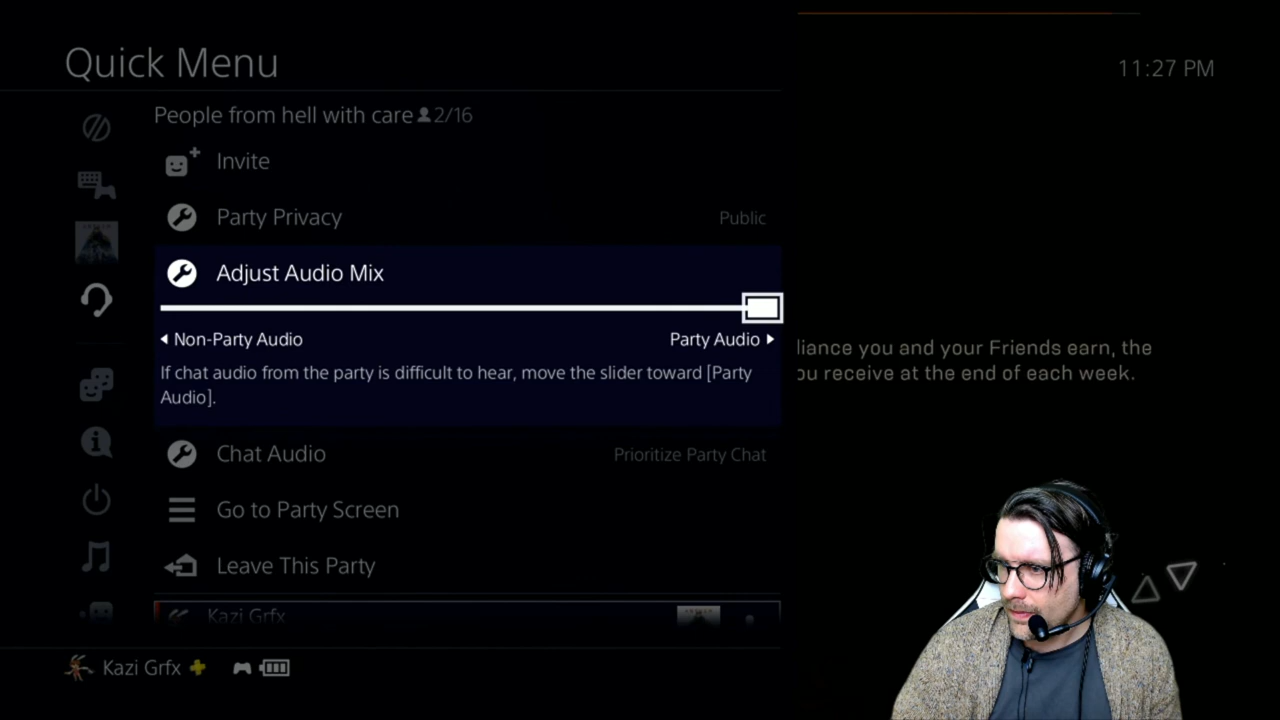 Quick Menu
11:27 PM
People from hell with care 2/16
Invite
Party Privacy Public
Adjust Audio Mix
Non-Party Audio Party Audio
If chat audio from the party is difficult to hear, move the slider toward [Party
Audio].
liance you and your Friends earn, the
ou receive at the end of each week.
Chat Audio Prioritize Party Chat
Go to Party Screen
Leave This Party
Kazi Grfx
Kazi Grfx